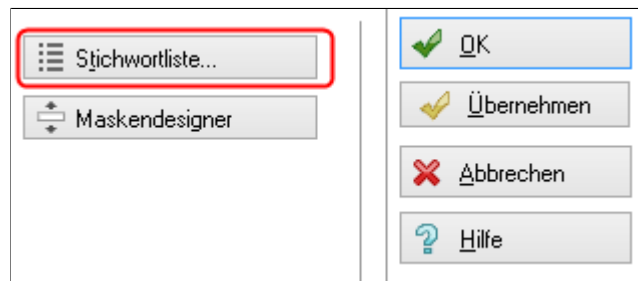 Stichwortliste...
Maskendesigner
OK
Übernehmen
Abbrechen
Hilfe